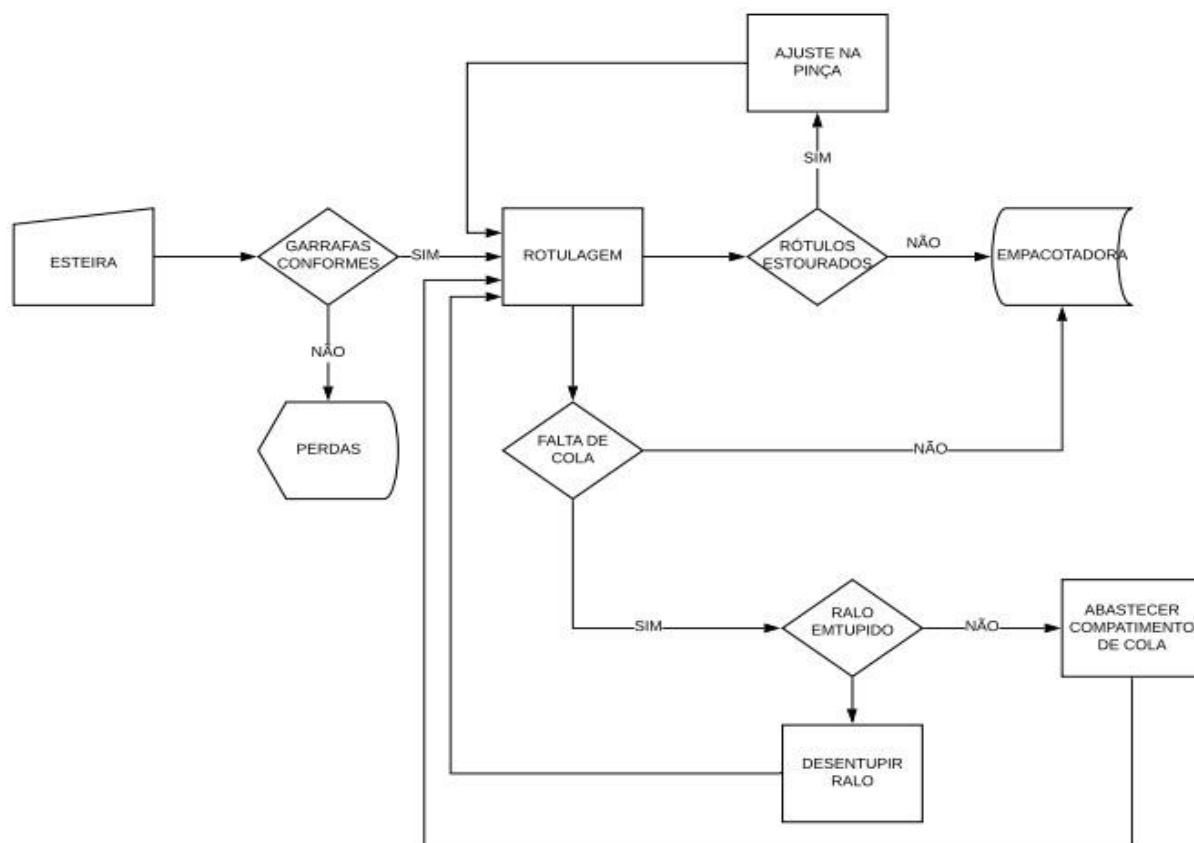 AJUSTE NA
PINÇA
SIM
ESTEIRA
GARRAFAS
CONFORMES
SIM
ROTULAGEM
RÓTULOS
ESTOURADOS
NÃO
EMPACOTADORA
NÃO
PERDAS
FALTA DE
COLA
NÃO
SIM
RALO
EMTUPIDO
NÃO
ABASTECER
COMPATIMENTO
DE COLA
DESENTUPIR
RALO